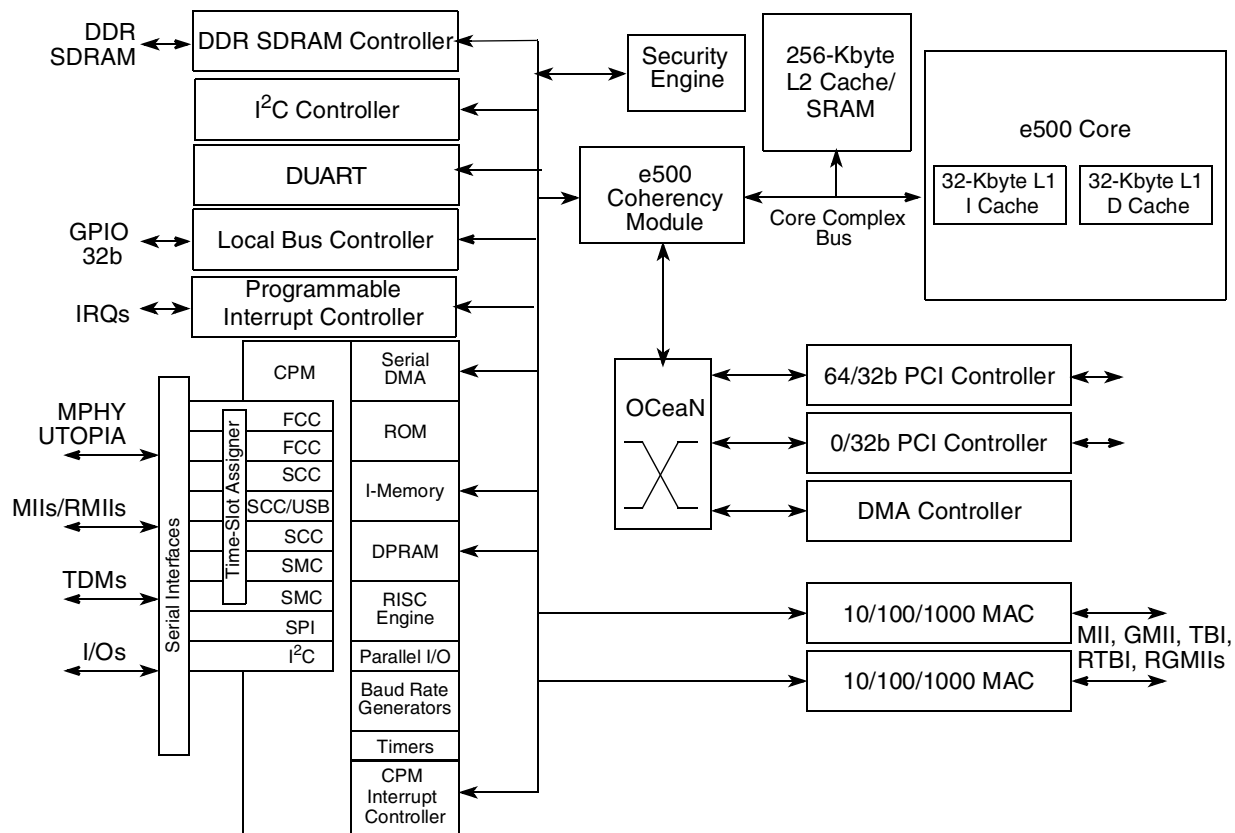 DDR
SDRAM
DDR SDRAM Controller
I²C Controller
DUART
GPIO
32b
Local Bus Controller
IRQs
Programmable
Interrupt Controller
Security
Engine
256-Kbyte
L2 Cache/
SRAM
e500 Core
32-Kbyte L1
I Cache
32-Kbyte L1
D Cache
e500
Coherency
Module
Core Complex
Bus
MPHY
UTOPIA
MIIs/RMIIs
TDMs
I/Os
Serial Interfaces
Time-Slot Assigner
CPM
FCC
FCC
SCC
SCC/USB
SCC
SMC
SMC
SPI
I²C
Serial
DMA
ROM
I-Memory
DPRAM
RISC
Engine
Parallel I/O
Baud Rate
Generators
Timers
CPM
Interrupt
Controller
OCeaN
64/32b PCI Controller
0/32b PCI Controller
DMA Controller
10/100/1000 MAC
10/100/1000 MAC
MII, GMII, TBI,
RTBI, RGMIIs